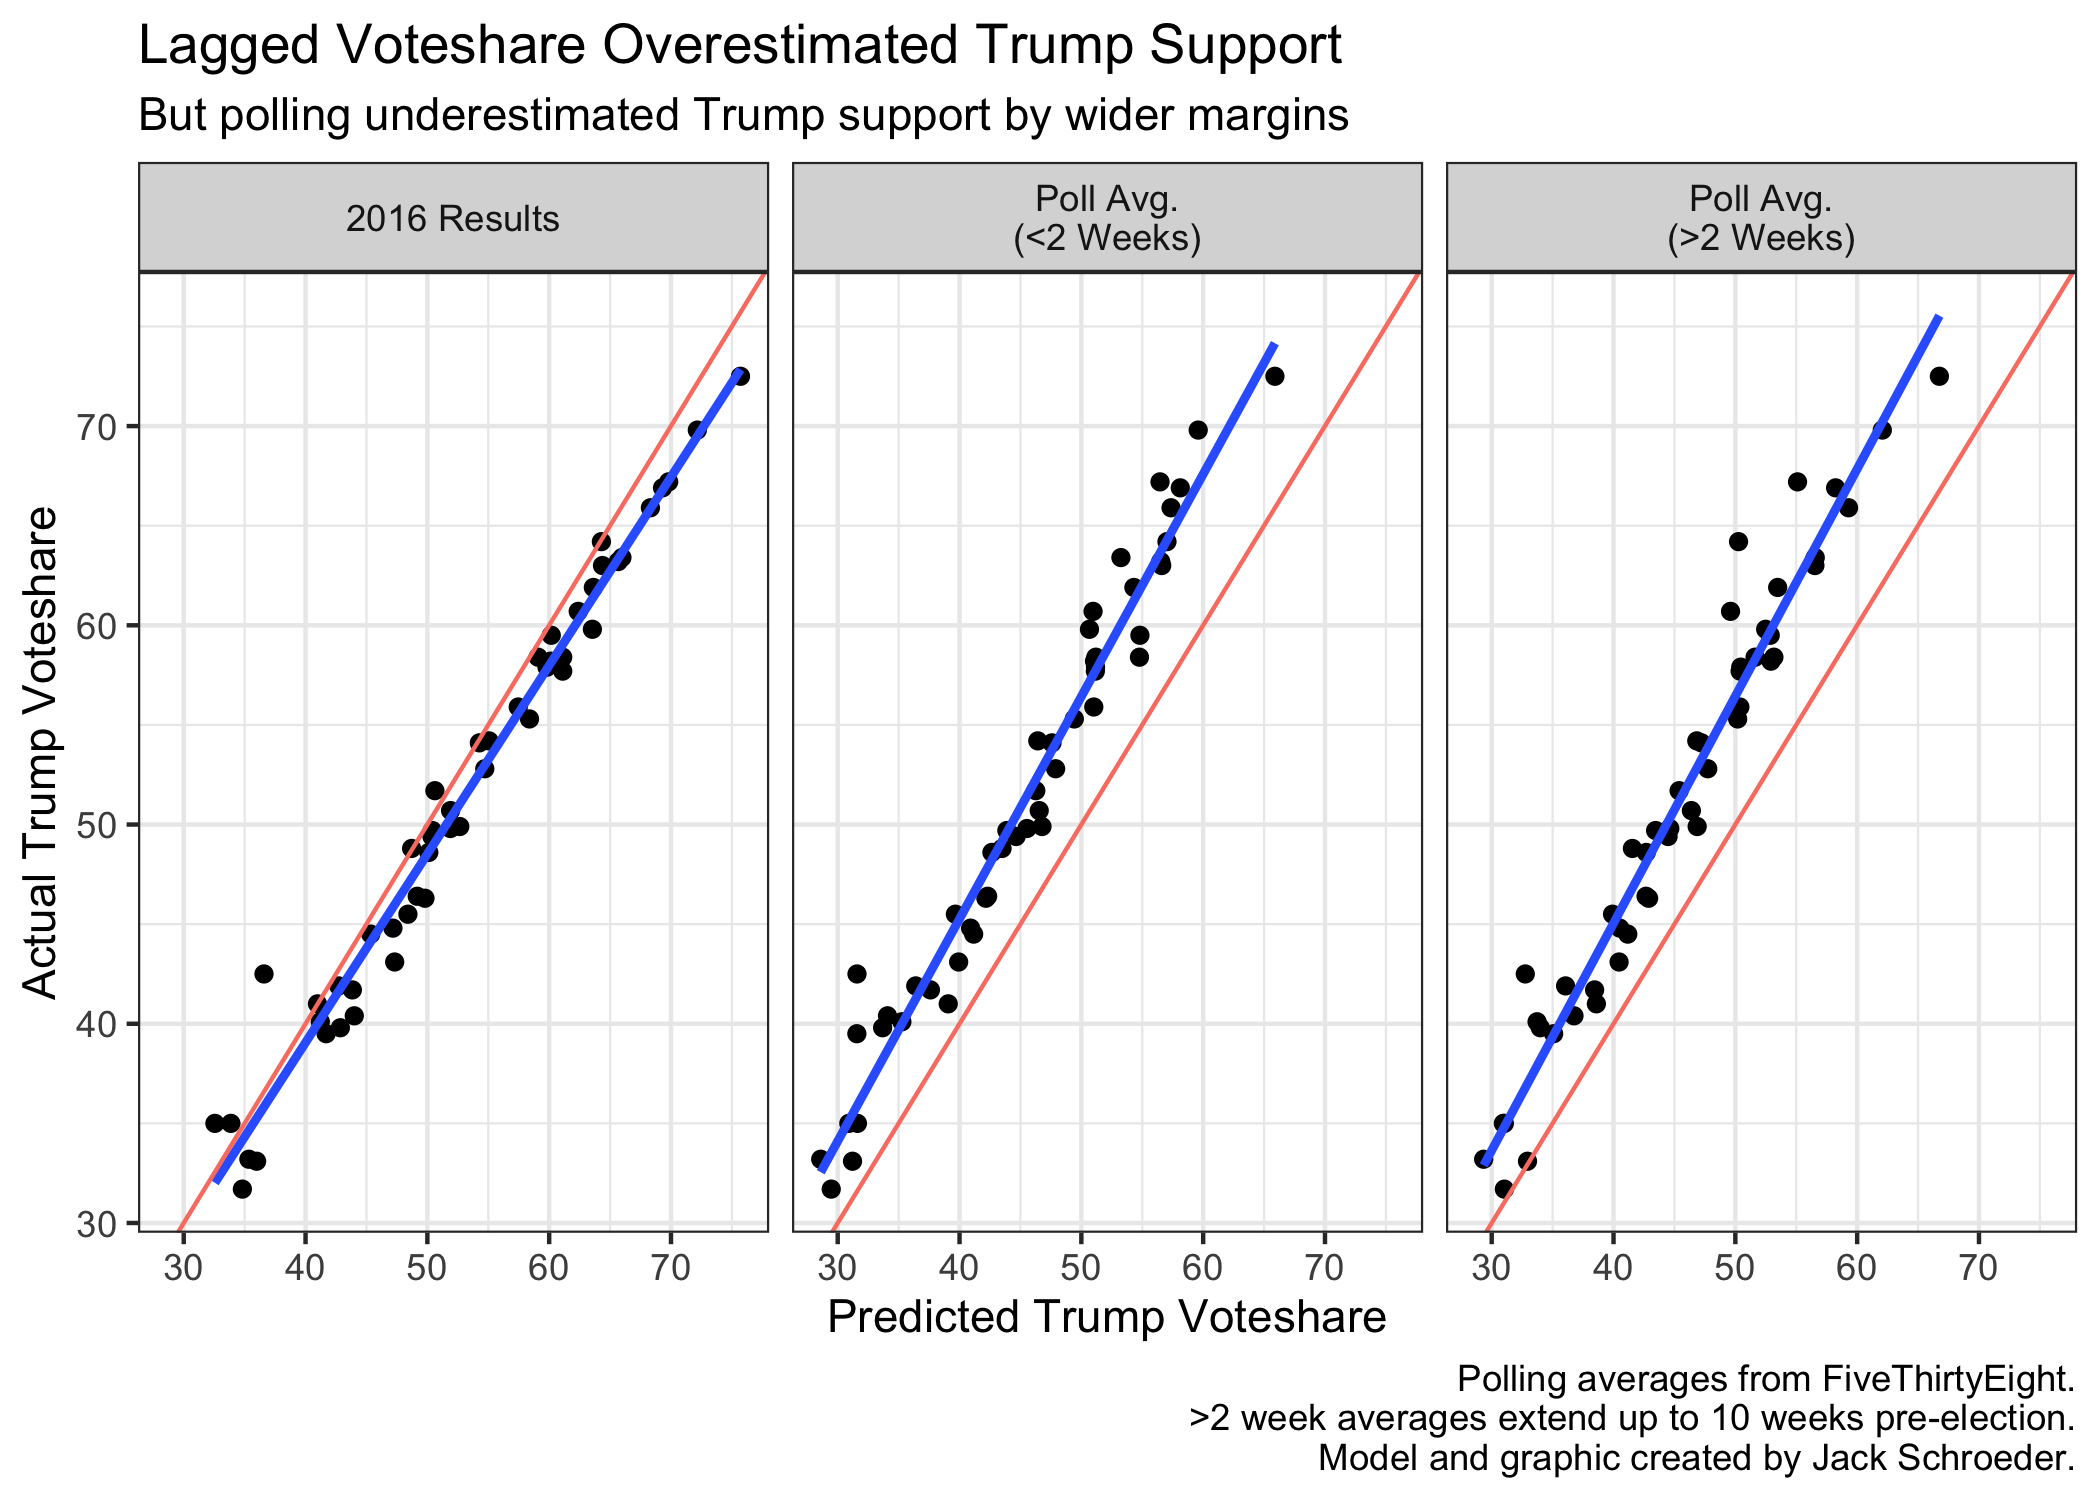 Lagged Voteshare Overestimated Trump Support
But polling underestimated Trump support by wider margins
2016 Results
Poll Avg.
(<2 Weeks)
Poll Avg.
(>2 Weeks)
Actual Trump Voteshare
70
60
50
40
30
30 40 50 60 70
30 40 50 60 70
30 40 50 60 70
Predicted Trump Voteshare
Polling averages from FiveThirtyEight.
>2 week averages extend up to 10 weeks pre-election.
Model and graphic created by Jack Schroeder.